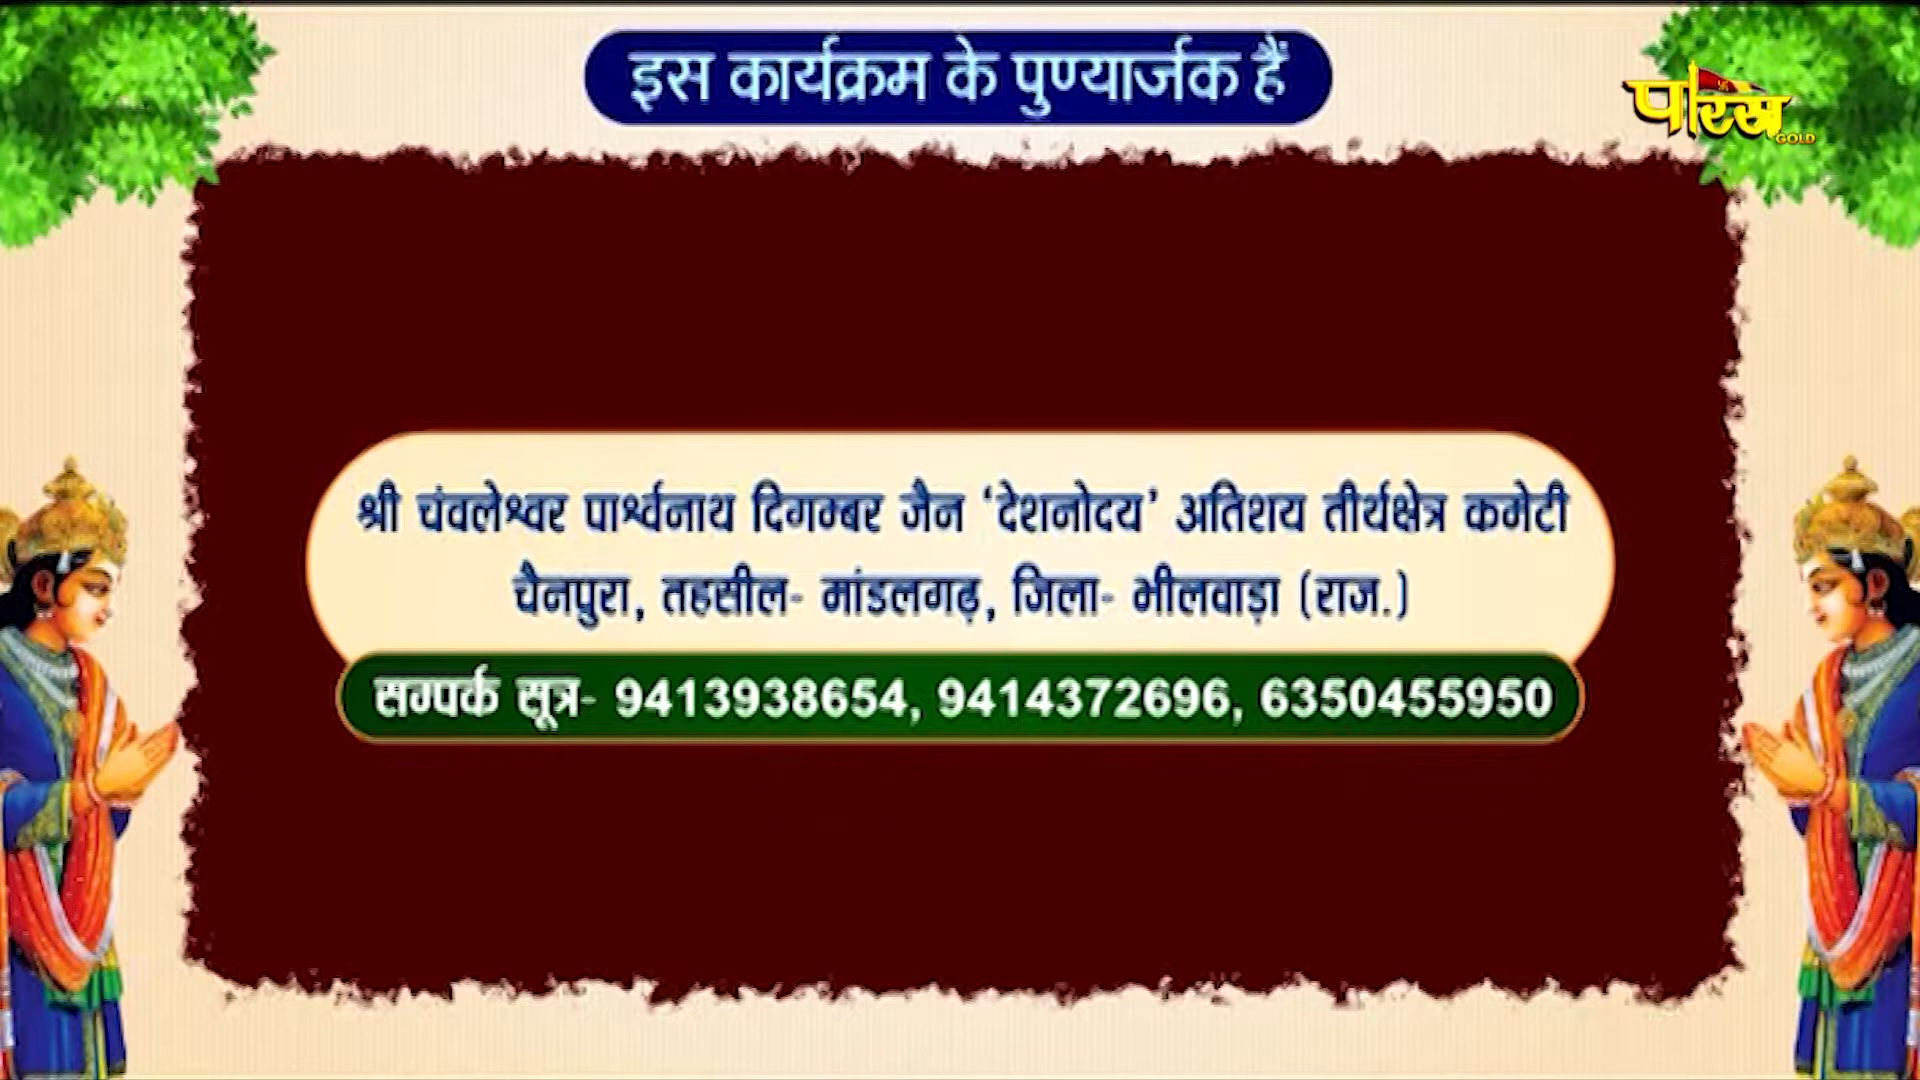 इस कार्यक्रम के पुण्यार्जक हैं
पारस
GOLD
श्री चंवलेश्वर पार्श्वनाथ दिगम्बर जैन ‘देशनोदय’ अतिशय तीर्थक्षेत्र कमेटी
चैनपुरा, तहसील- मांडलगढ़, जिला- भीलवाड़ा (राज.)
सम्पर्क सूत्र- 9413938654, 9414372696, 6350455950